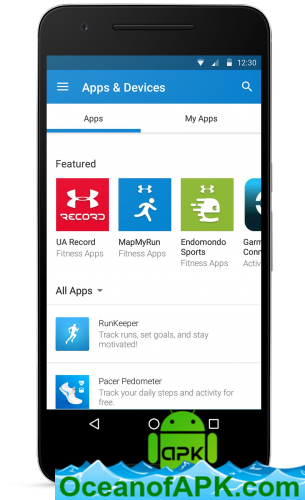 12:30
Apps & Devices
Apps
My Apps
Featured
RECORD
UA Record
Fitness Apps
MapMyRun
Fitness Apps
Endomondo
Sports
Fitness Apps
Garm
Conn
Activi
All Apps
RunKeeper
Track runs, set goals, and stay
motivated!
Pacer Pedometer
Track your daily steps and activity for
free.
APK
OceanofAPK.com